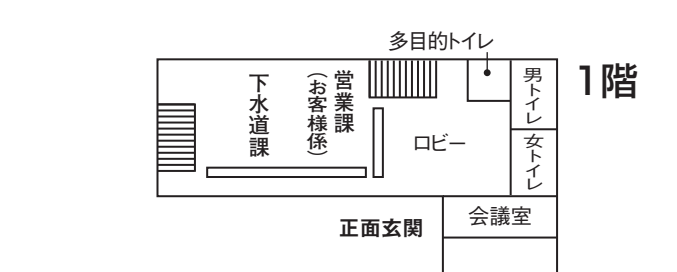 多目的トイレ
1階
男トイレ
営業課
（お客様係）
下水道課
ロビー
女トイレ
会議室
正面玄関